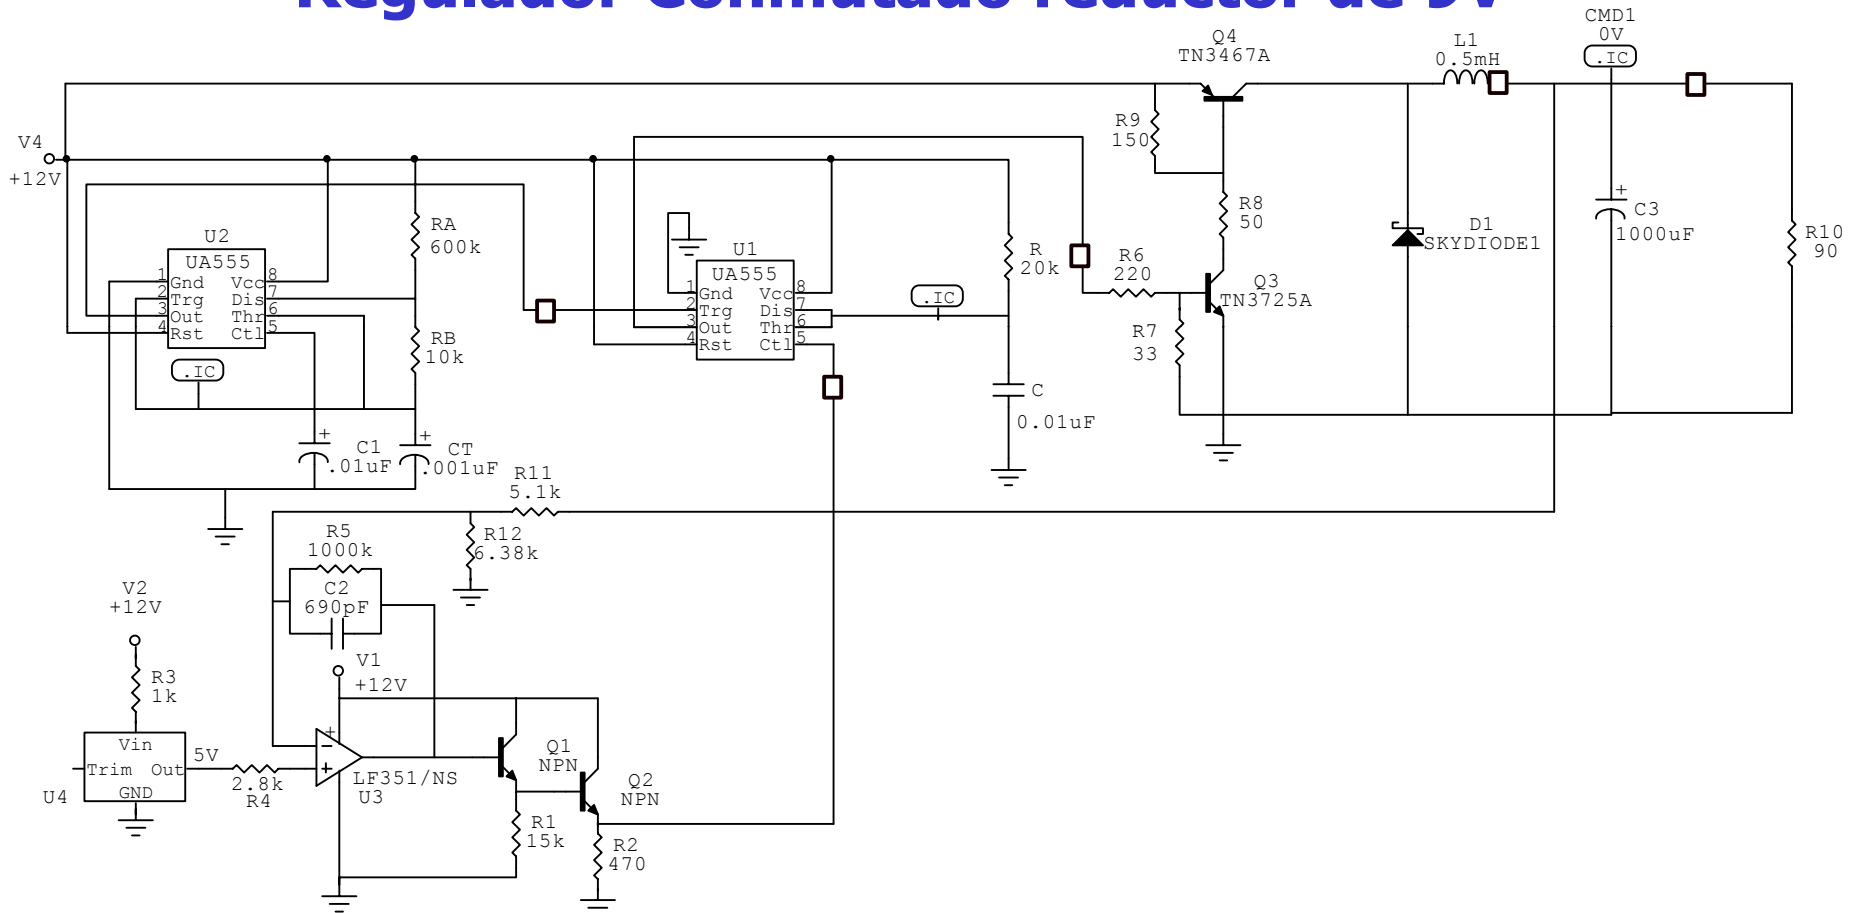 Regulador Conmutado reductor de 9V
CMD1
0V
.IC
Q4
TN3467A
L1
0.5mH
R9
150
V4
+12V
R8
50
D1
SKYDIODE1
+
C3
1000uF
R10
90
U2
UA555
1 Gnd Vcc 8
2 Trg Dis 7
3 Out Thr 6
4 Rst Ctl 5
.IC
RA
600k
RB
10k
U1
UA555
1 Gnd Vcc 8
2 Trg Dis 7
3 Out Thr 6
4 Rst Ctl 5
R
20k
.IC
R6
220
Q3
TN3725A
R7
33
C
0.01uF
+
C1
.01uF
+
CT
.001uF
R11
5.1k
R12
6.38k
R5
1000k
C2
690pF
V2
+12V
R3
1k
V1
+12V
Vin
Trim Out
GND
U4
5V
2.8k
R4
+
-
+
LF351/NS
U3
Q1
NPN
Q2
NPN
R1
15k
R2
470